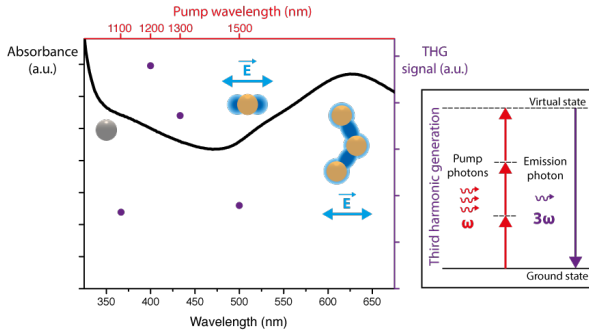 Pump wavelength (nm)
1100 1200 1300 1500
Absorbance
(a.u.)
THG
signal (a.u.)
E
E
350 400 450 500 550 600 650
Wavelength (nm)
Third harmonic generation
Virtual state
Pump
photons
ω
Emission
photon
3ω
Ground state